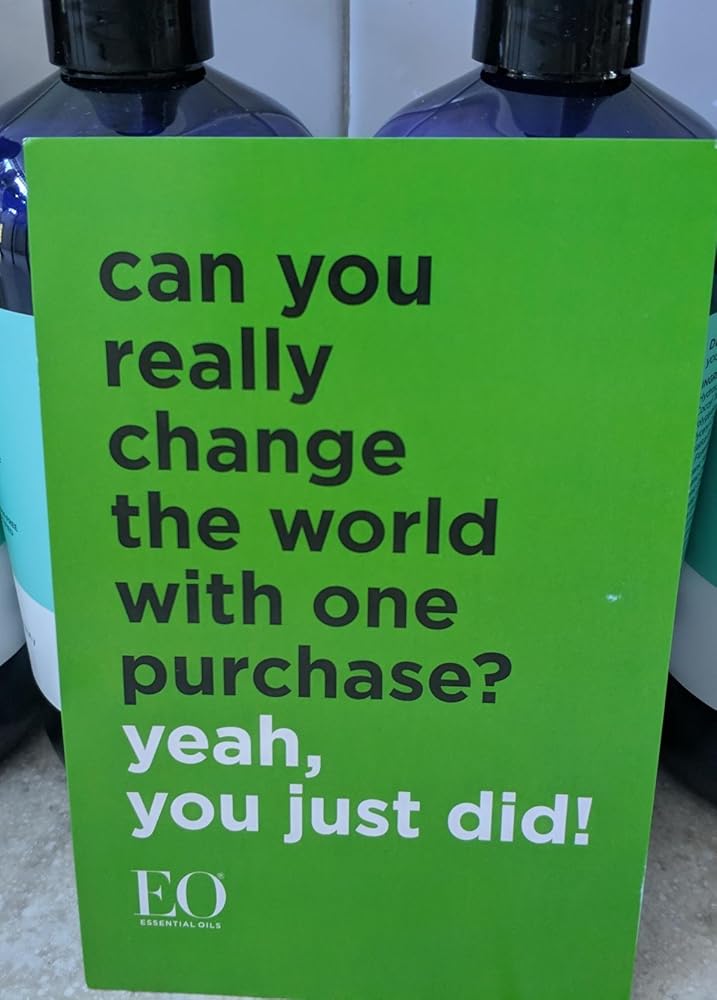 can you
really
change
the world
with one
purchase?
yeah,
you just did!
EO®
ESSENTIAL OILS